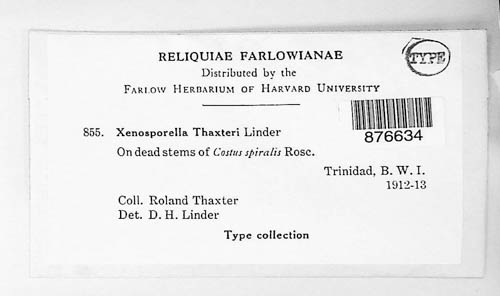 RELIQUIAE FARLOWIANAE
TYPE
Distributed by the
FARLOW HERBARIUM OF HARVARD UNIVERSITY
855. Xenosporella Thaxteri Linder
876634
On dead stems of Costus spiralis Rosc.
Trinidad, B. W. I.
1912-13
Coll. Roland Thaxter
Det. D. H. Linder
Type collection